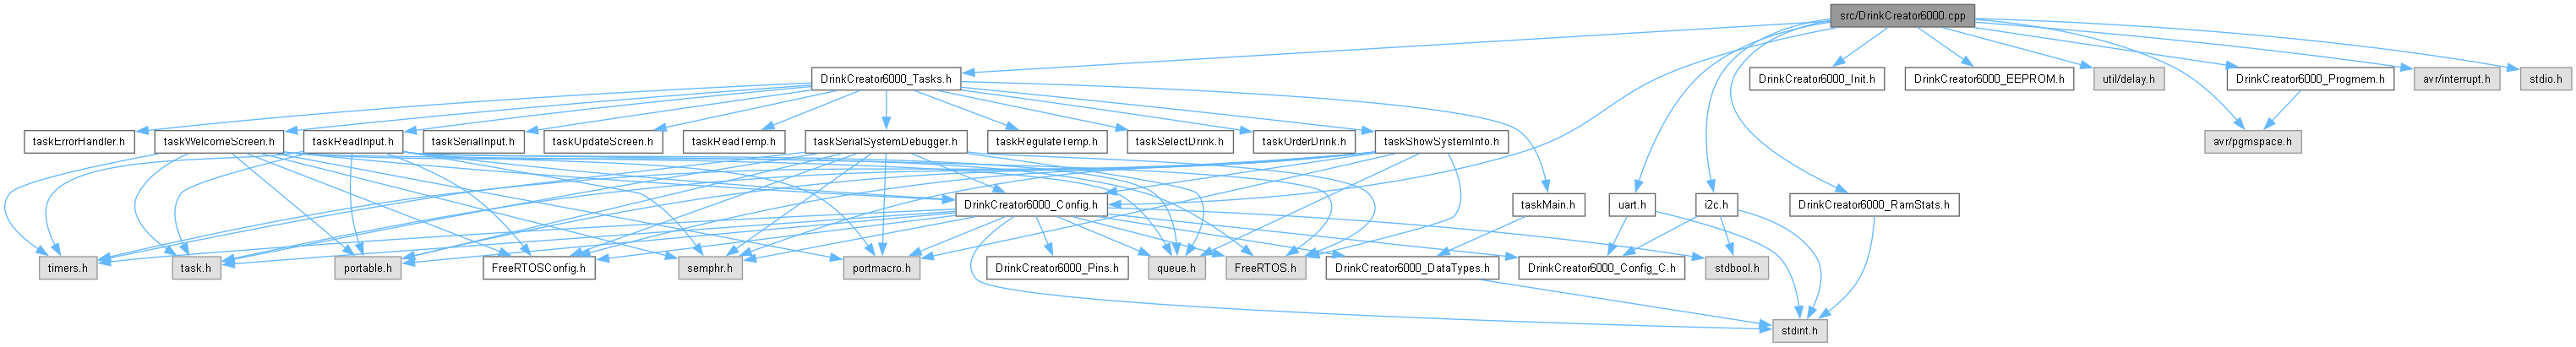 src/DrinkCreator6000.cpp
DrinkCreator6000_Tasks.h
DrinkCreator6000_Init.h
DrinkCreator6000_EEPROM.h
util/delay.h
DrinkCreator6000_Progmem.h
avr/interrupt.h
stdio.h
taskErrorHandler.h
taskWelcomeScreen.h
taskReadInput.h
taskSerialInput.h
taskUpdateScreen.h
taskReadTemp.h
taskSerialSystemDebugger.h
taskRegulateTemp.h
taskSelectDrink.h
taskOrderDrink.h
taskShowSystemInfo.h
avr/pgmspace.h
DrinkCreator6000_Config.h
taskMain.h
uart.h
i2c.h
DrinkCreator6000_RamStats.h
timers.h
task.h
portable.h
FreeRTOSConfig.h
semphr.h
portmacro.h
DrinkCreator6000_Pins.h
queue.h
FreeRTOS.h
DrinkCreator6000_DataTypes.h
DrinkCreator6000_Config_C.h
stdbool.h
stdint.h